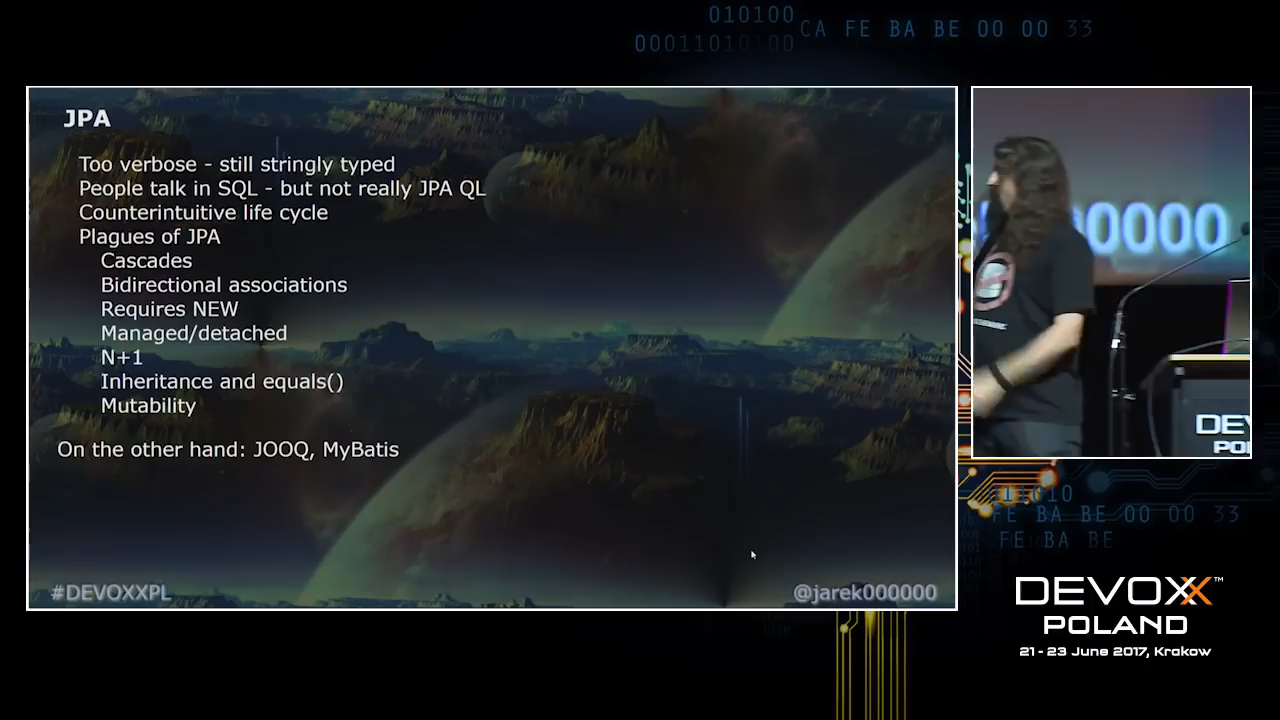 010100
00011010100
CA FE BA BE 00 00 33
JPA
Too verbose - still stringly typed
People talk in SQL - but not really JPA QL
Counterintuitive life cycle
Plagues of JPA
Cascades
Bidirectional associations
Requires NEW
Managed/detached
N+1
Inheritance and equals()
Mutability
On the other hand: JOOQ, MyBatis
#DEVOXXPL
@jarek000000
0000
FE BA BE 00 00 33
FE BA BE
DEVOXX™
POLAND
21 - 23 June 2017, Krakow